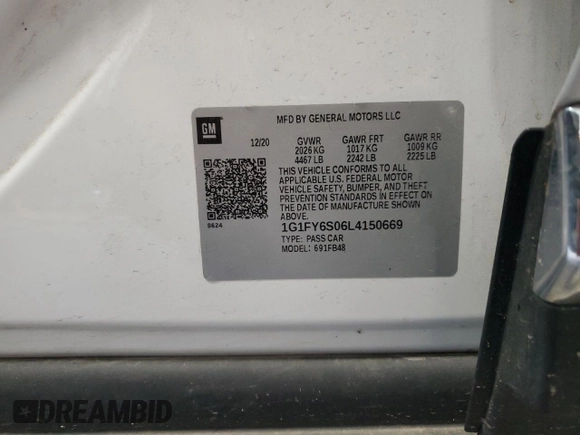 GM
MFD BY GENERAL MOTORS LLC
12/20 GVWR GAWR FRT GAWR RR
2026 KG 1017 KG 1009 KG
4467 LB 2242 LB 2225 LB
THIS VEHICLE CONFORMS TO ALL
APPLICABLE U.S. FEDERAL MOTOR
VEHICLE SAFETY, BUMPER, AND THEFT
PREVENTION STANDARDS IN EFFECT ON
THE DATE OF MANUFACTURE SHOWN
ABOVE.
0624
1G1FY6S06L4150669
TYPE: PASS CAR
MODEL: 691FB48
DREAMBID